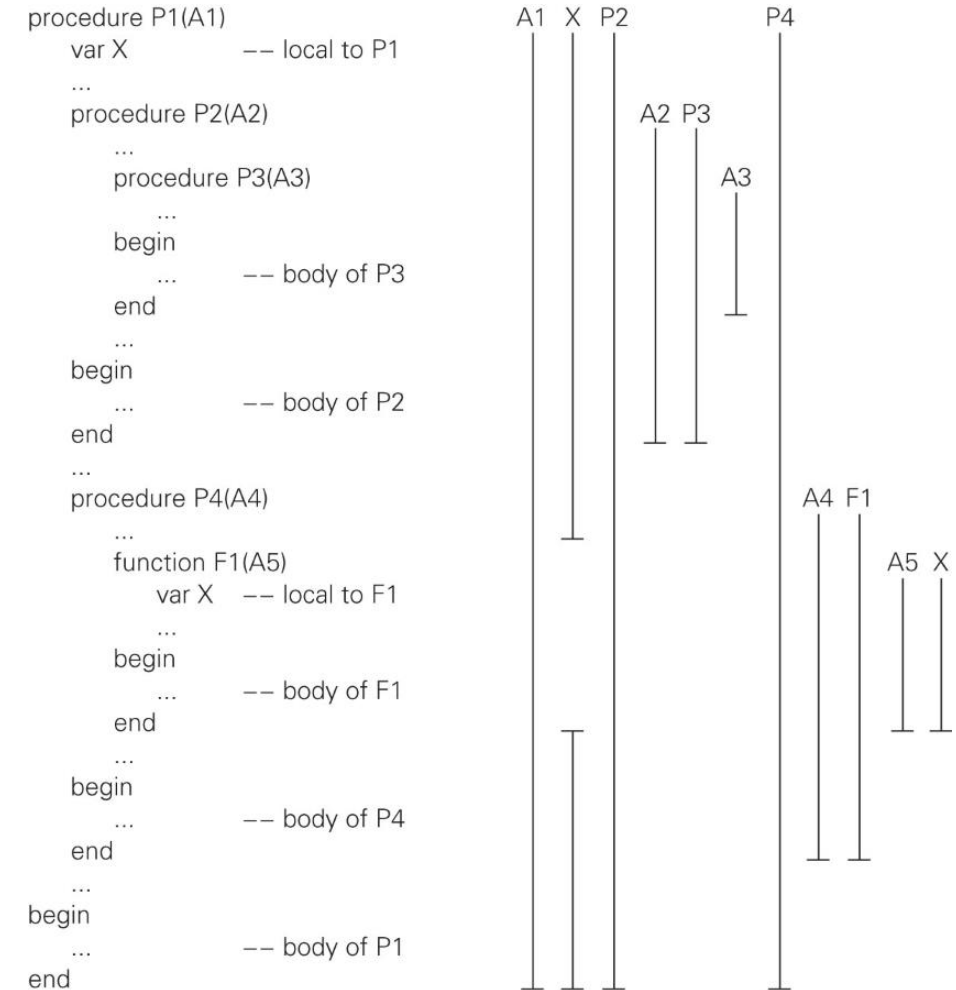 procedure P1(A1) A1 X P2 P4
var X −− local to P1
...
procedure P2(A2) A2 P3
...
procedure P3(A3) A3
...
begin
... −− body of P3
end
...
begin
... −− body of P2
end
...
procedure P4(A4) A4 F1
...
function F1(A5) A5 X
var X −− local to F1
...
begin
... −− body of F1
end
...
begin
... −− body of P4
end
...
begin
... −− body of P1
end